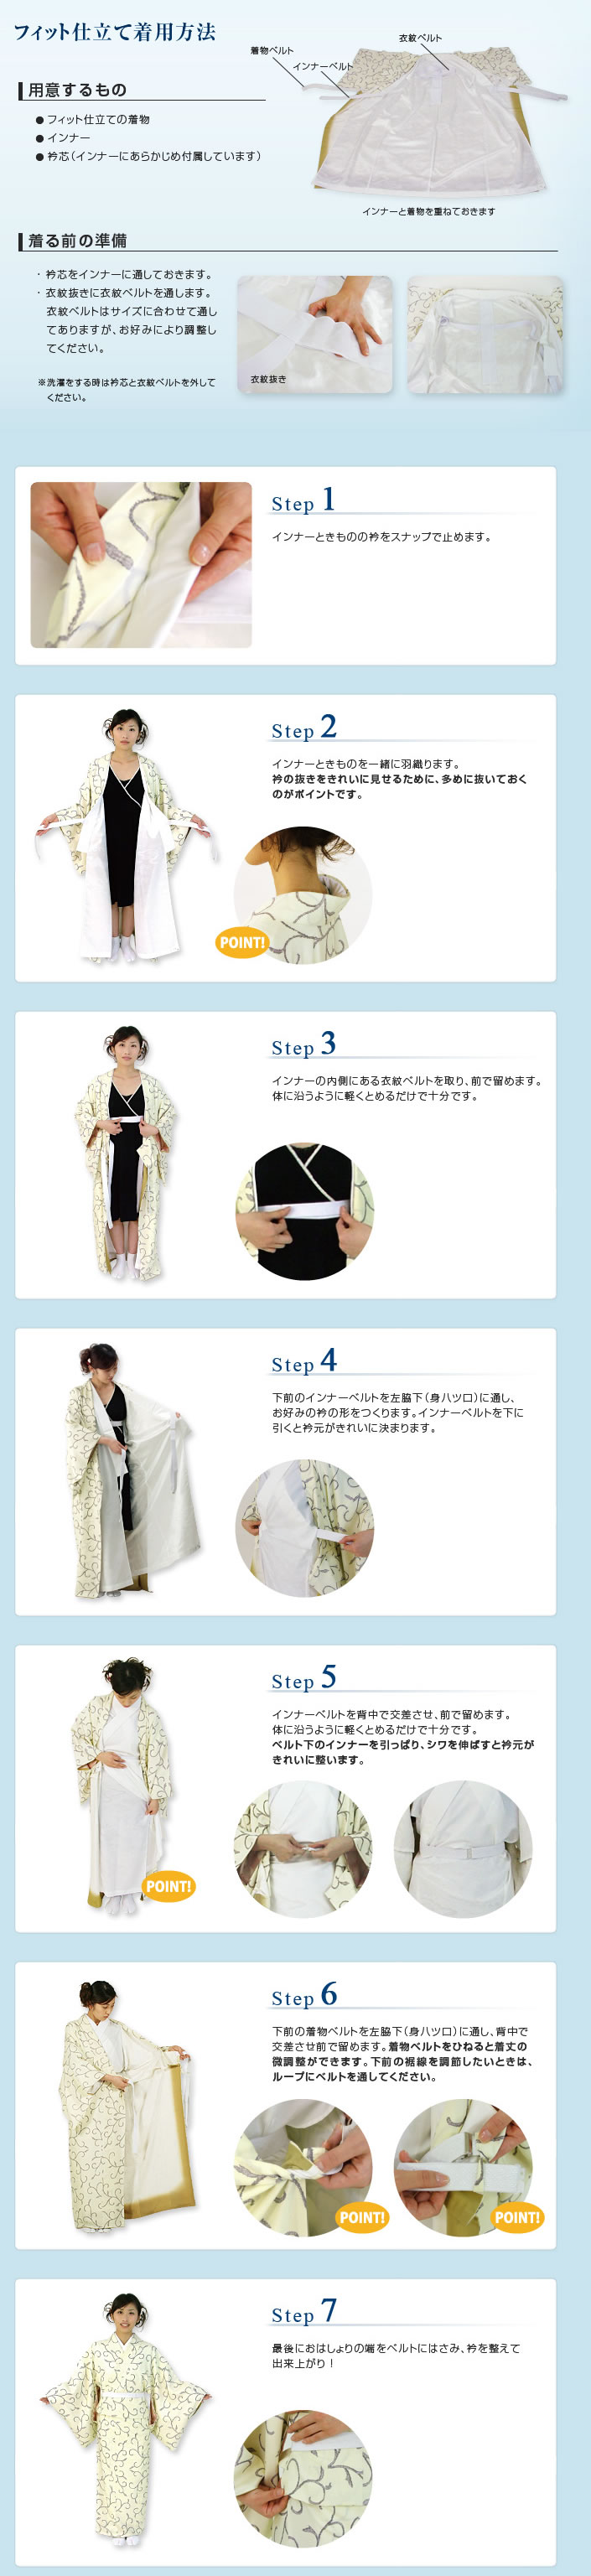 フィット仕立て着用方法
衣紋ベルト
着物ベルト
インナーベルト
用意するもの
● フィット仕立ての着物
● インナー
● 衿芯（インナーにあらかじめ付属しています）
インナーと着物を重ねておきます
着る前の準備
・ 衿芯をインナーに通しておきます。
・ 衣紋抜きに衣紋ベルトを通します。
衣紋ベルトはサイズに合わせて通し
てありますが、お好みにより調整し
てください。
衣紋抜き
※洗濯をする時は衿芯と衣紋ベルトを外して
ください。
Step 1
インナーときものの衿をスナップで止めます。
Step 2
インナーときものを一緒に羽織ります。
衿の抜きをきれいに見せるために、多めに抜いておく
のがポイントです。
POINT!
Step 3
インナーの内側にある衣紋ベルトを取り、前で留めます。
体に沿うように軽くとめるだけで十分です。
Step 4
下前のインナーベルトを左脇下（身八ツ口）に通し、
お好みの衿の形をつくります。インナーベルトを下に
引くと衿元がきれいに決まります。
Step 5
インナーベルトを背中で交差させ、前で留めます。
体に沿うように軽くとめるだけで十分です。
ベルト下のインナーを引っぱり、シワを伸ばすと衿元が
きれいに整います。
POINT!
Step 6
下前の着物ベルトを左脇下（身八ツ口）に通し、背中で
交差させ前で留めます。着物ベルトをひねると着丈の
微調整ができます。下前の裾線を調節したいときは、
ループにベルトを通してください。
POINT!
POINT!
Step 7
最後におはしょりの端をベルトにはさみ、衿を整えて
出来上がり！